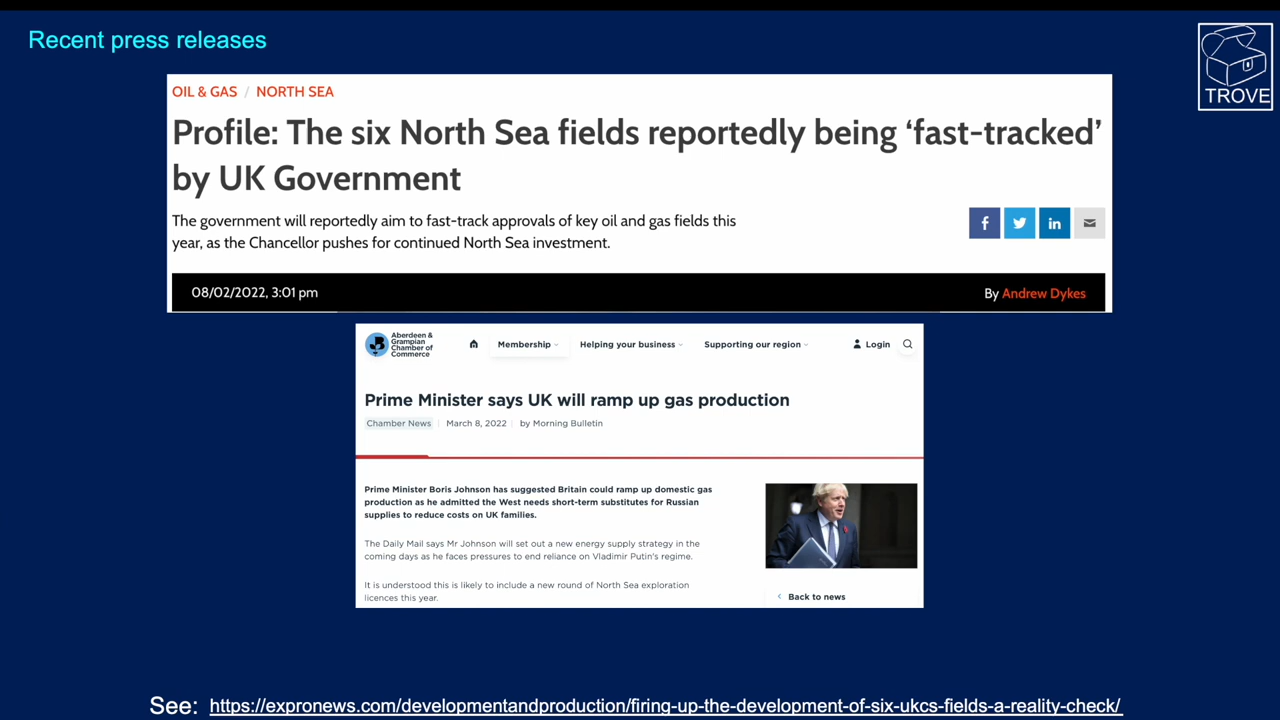 Recent press releases
TROVE
OIL & GAS / NORTH SEA
Profile: The six North Sea fields reportedly being ‘fast-tracked’
by UK Government
The government will reportedly aim to fast-track approvals of key oil and gas fields this
year, as the Chancellor pushes for continued North Sea investment.
08/02/2022, 3:01 pm
By Andrew Dykes
Aberdeen &
Grampian
Chamber of
Commerce
Membership
Helping your business
Supporting our region
Login
Prime Minister says UK will ramp up gas production
Chamber News | March 8, 2022 | by Morning Bulletin
Prime Minister Boris Johnson has suggested Britain could ramp up domestic gas
production as he admitted the West needs short-term substitutes for Russian
supplies to reduce costs on UK families.
The Daily Mail says Mr Johnson will set out a new energy supply strategy in the
coming days as he faces pressures to end reliance on Vladimir Putin's regime.
It is understood this is likely to include a new round of North Sea exploration
licences this year.
Back to news
See: https://expronews.com/developmentandproduction/firing-up-the-development-of-six-ukcs-fields-a-reality-check/